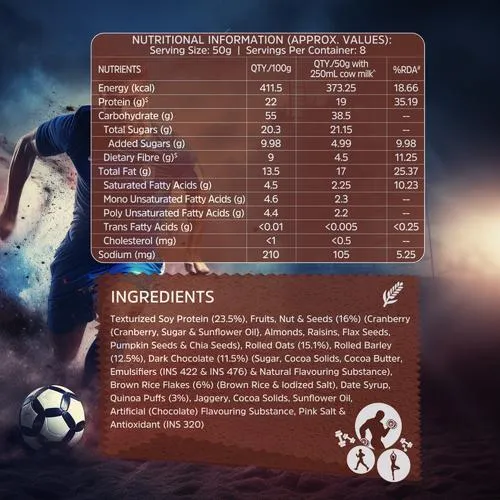 NUTRITIONAL INFORMATION (APPROX. VALUES):
Serving Size: 50g | Servings Per Container: 8
NUTRIENTS QTY./100g QTY./50g with 250mL cow milk^ %RDA#
Energy (kcal) 411.5 373.25 18.66
Protein (g)$ 22 19 35.19
Carbohydrate (g) 55 38.5 --
Total Sugars (g) 20.3 21.15 --
Added Sugars (g) 9.98 4.99 9.98
Dietary Fibre (g)$ 9 4.5 11.25
Total Fat (g) 13.5 17 25.37
Saturated Fatty Acids (g) 4.5 2.25 10.23
Mono Unsaturated Fatty Acids (g) 4.6 2.3 --
Poly Unsaturated Fatty Acids (g) 4.4 2.2 --
Trans Fatty Acids (g) <0.01 <0.005 <0.25
Cholesterol (mg) <1 <0.5 --
Sodium (mg) 210 105 5.25
INGREDIENTS
Texturized Soy Protein (23.5%), Fruits, Nut & Seeds (16%) (Cranberry
{Cranberry, Sugar & Sunflower Oil}, Almonds, Raisins, Flax Seeds,
Pumpkin Seeds & Chia Seeds), Rolled Oats (15.1%), Rolled Barley
(12.5%), Dark Chocolate (11.5%) (Sugar, Cocoa Solids, Cocoa Butter,
Emulsifiers (INS 422 & INS 476) & Natural Flavouring Substance),
Brown Rice Flakes (6%) (Brown Rice & Iodized Salt), Date Syrup,
Quinoa Puffs (3%), Jaggery, Cocoa Solids, Sunflower Oil,
Artificial (Chocolate) Flavouring Substance, Pink Salt &
Antioxidant (INS 320)